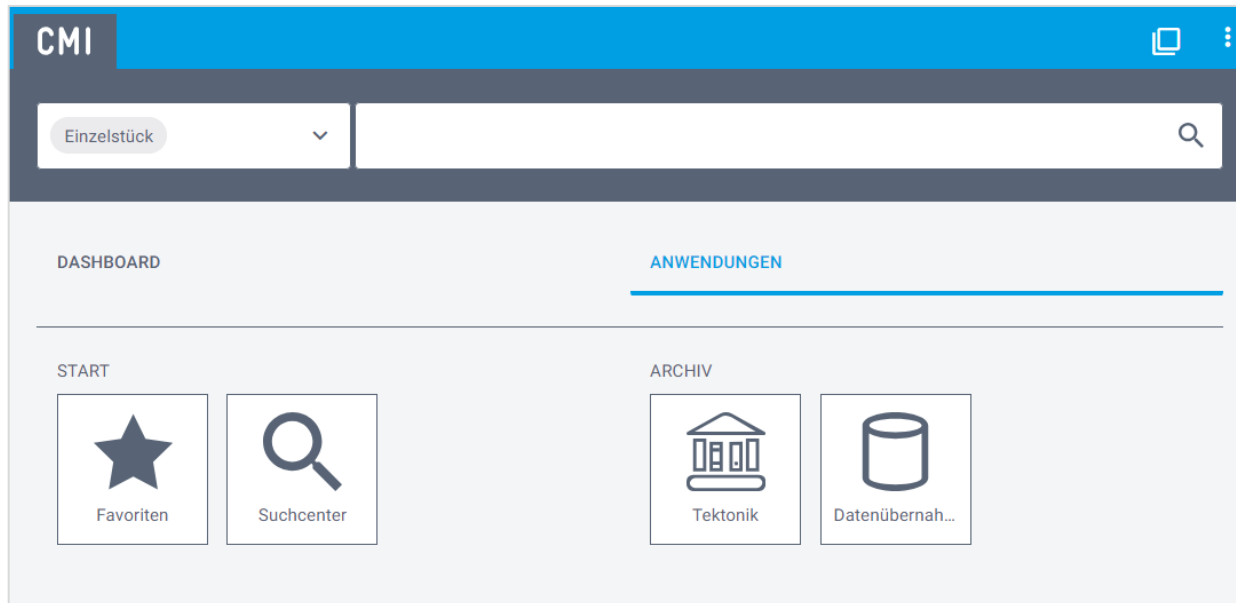 CMI
Einzelstück
DASHBOARD
ANWENDUNGEN
START
ARCHIV
Favoriten
Suchcenter
Tektonik
Datenübernah...